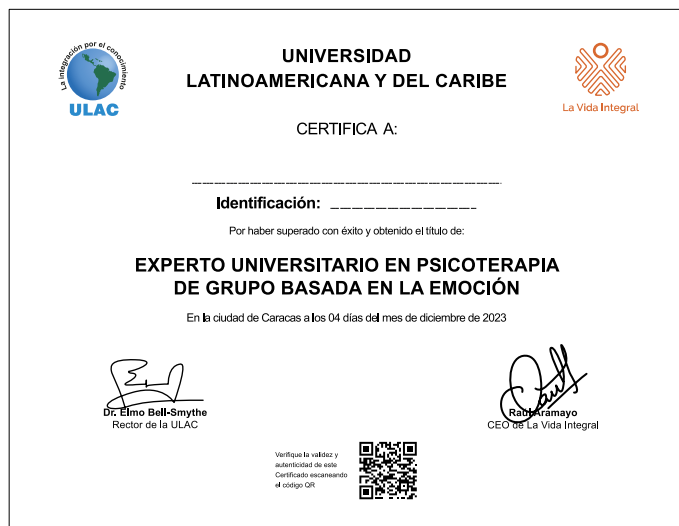 La integración por el conocimiento
ULAC
UNIVERSIDAD
LATINOAMERICANA Y DEL CARIBE
La Vida Integral
CERTIFICA A:
Identificación:
Por haber superado con éxito y obtenido el título de:
EXPERTO UNIVERSITARIO EN PSICOTERAPIA
DE GRUPO BASADA EN LA EMOCIÓN
En la ciudad de Caracas a los 04 días del mes de diciembre de 2023
Dr. Elmo Bell-Smythe
Rector de la ULAC
Raúl Aramayo
CEO de La Vida Integral
Verifique la validez y
autenticidad de este
Certificado escaneando
el código QR